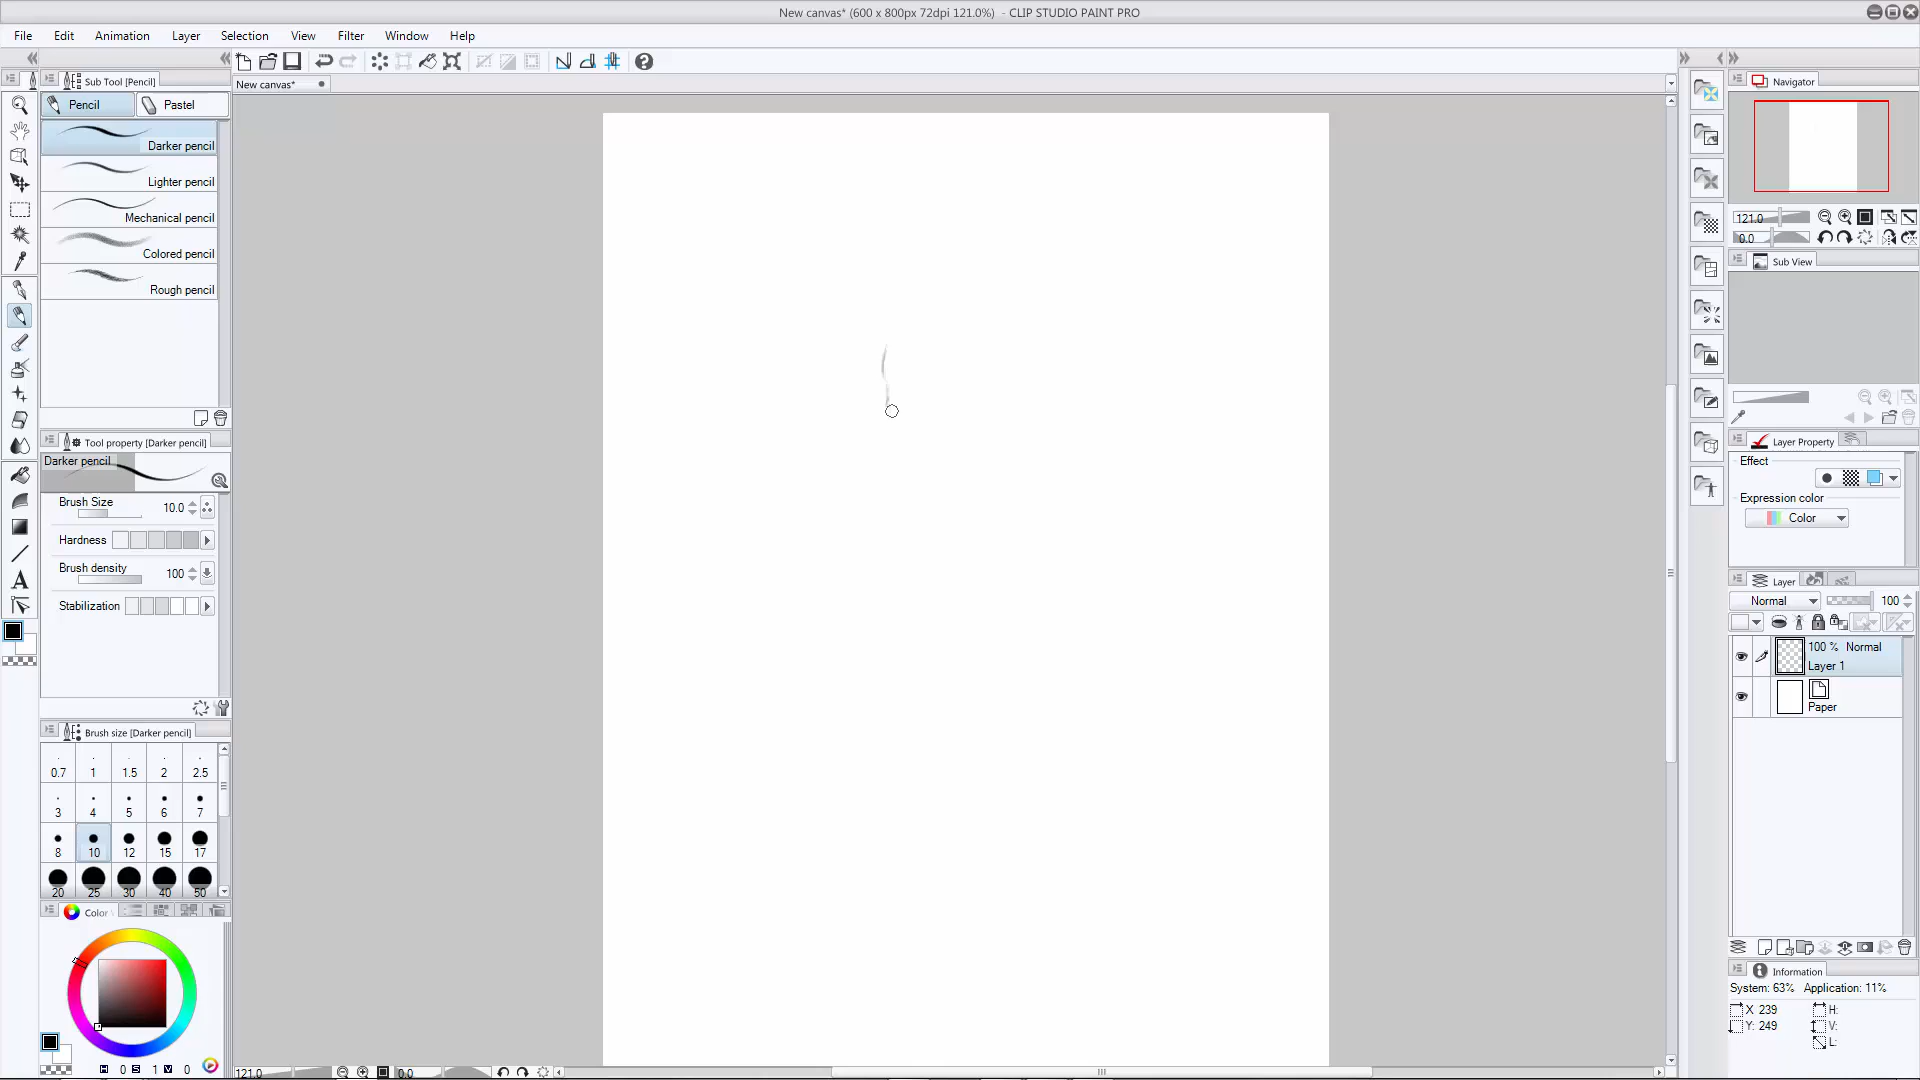 New canvas* (600 x 800px 72dpi 121.0%) - CLIP STUDIO PAINT PRO
File Edit Animation Layer Selection View Filter Window Help
Sub Tool [Pencil]
New canvas*
Navigator
Pencil Pastel
Darker pencil
Lighter pencil
Mechanical pencil
Colored pencil
Rough pencil
121.0
0.0
Sub View
Tool property [Darker pencil]
Darker pencil
Brush Size 10.0
Hardness
Brush density 100
Stabilization
Layer Property
Effect
Expression color
Color
Layer
Normal 100
100 % Normal
Layer 1
Paper
Brush size [Darker pencil]
0.7 1 1.5 2 2.5
3 4 5 6 7
8 10 12 15 17
20 25 30 40 50
Color
H 0 S 1 V 0
121.0 0.0
Information
System: 63% Application: 11%
X 239 H:
Y: 249 V:
L: